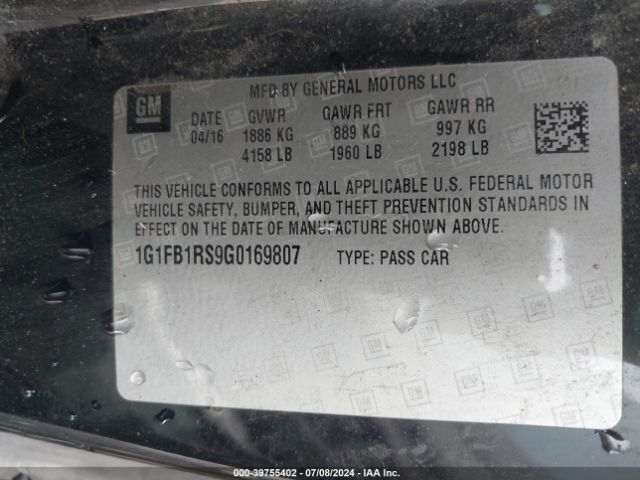 MFD BY GENERAL MOTORS LLC
GM
DATE GVWR GAWR FRT GAWR RR
04/16 1886 KG 889 KG 997 KG
4158 LB 1960 LB 2198 LB
THIS VEHICLE CONFORMS TO ALL APPLICABLE U.S. FEDERAL MOTOR
VEHICLE SAFETY, BUMPER, AND THEFT PREVENTION STANDARDS IN
EFFECT ON THE DATE OF MANUFACTURE SHOWN ABOVE.
1G1FB1RS9G0169807 TYPE: PASS CAR
000-39755402 - 07/08/2024 - IAA Inc.